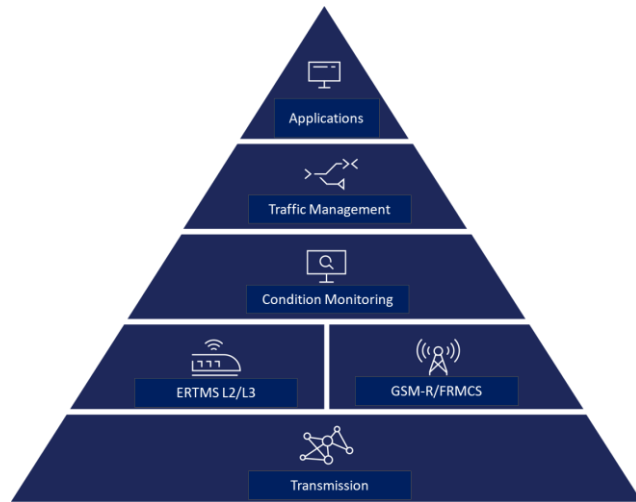 Applications
Traffic Management
Condition Monitoring
ERTMS L2/L3
GSM-R/FRMCS
Transmission